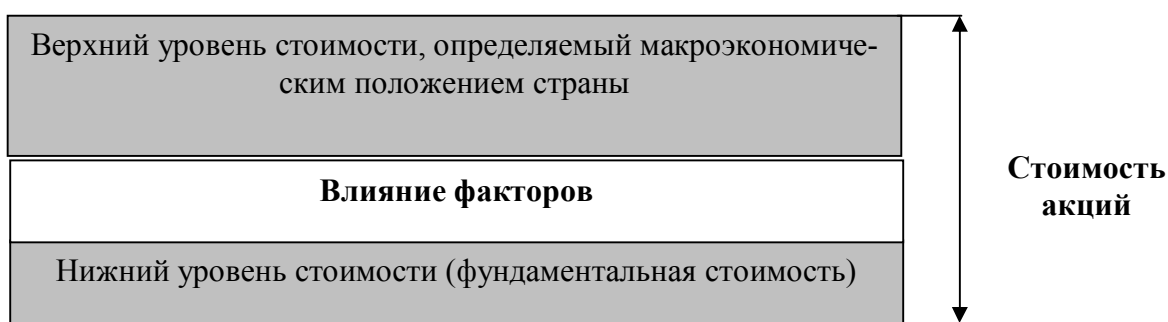 Верхний уровень стоимости, определяемый макроэкономиче-
ским положением страны
Влияние факторов
Нижний уровень стоимости (фундаментальная стоимость)
Стоимость
акций